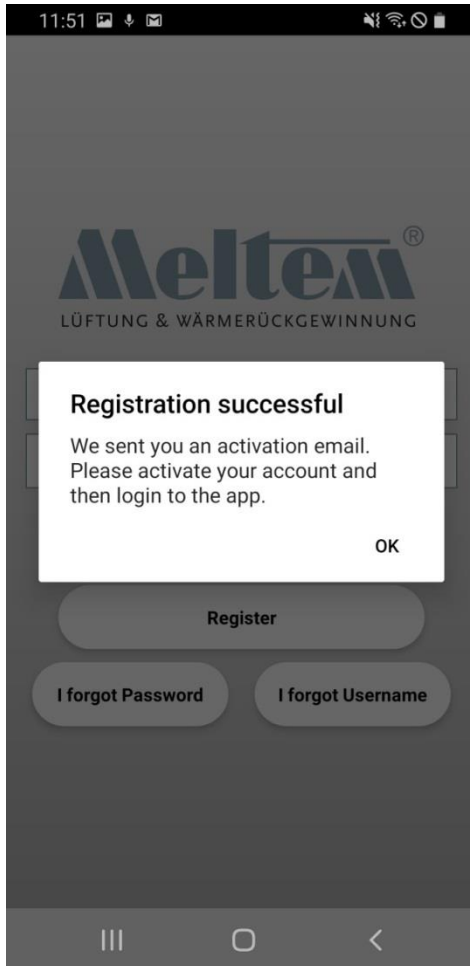 11:51
Meltem®
LÜFTUNG & WÄRMERÜCKGEWINNUNG
Registration successful
We sent you an activation email.
Please activate your account and
then login to the app.
OK
Register
I forgot Password
I forgot Username